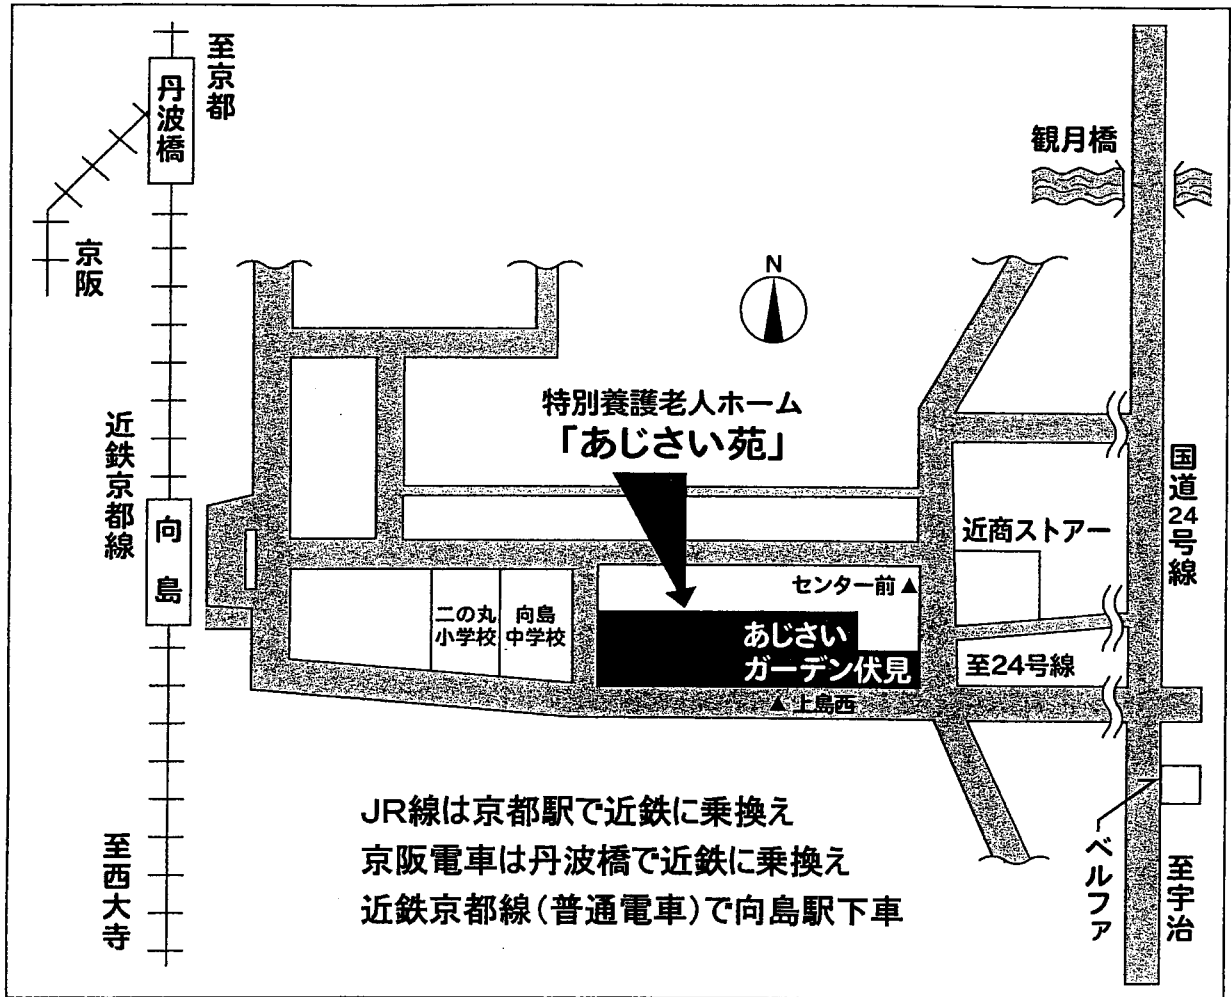 至京都
丹波橋
京阪
近鉄京都線
向島
至西大寺
観月橋
N
特別養護老人ホーム
「あじさい苑」
国道24号線
近商ストアー
センター前▲
二の丸
小学校
向島
中学校
あじさい
ガーデン伏見
至24号線
▲上島西
JR線は京都駅で近鉄に乗換え
京阪電車は丹波橋で近鉄に乗換え
近鉄京都線(普通電車)で向島駅下車
ベルファ
至宇治